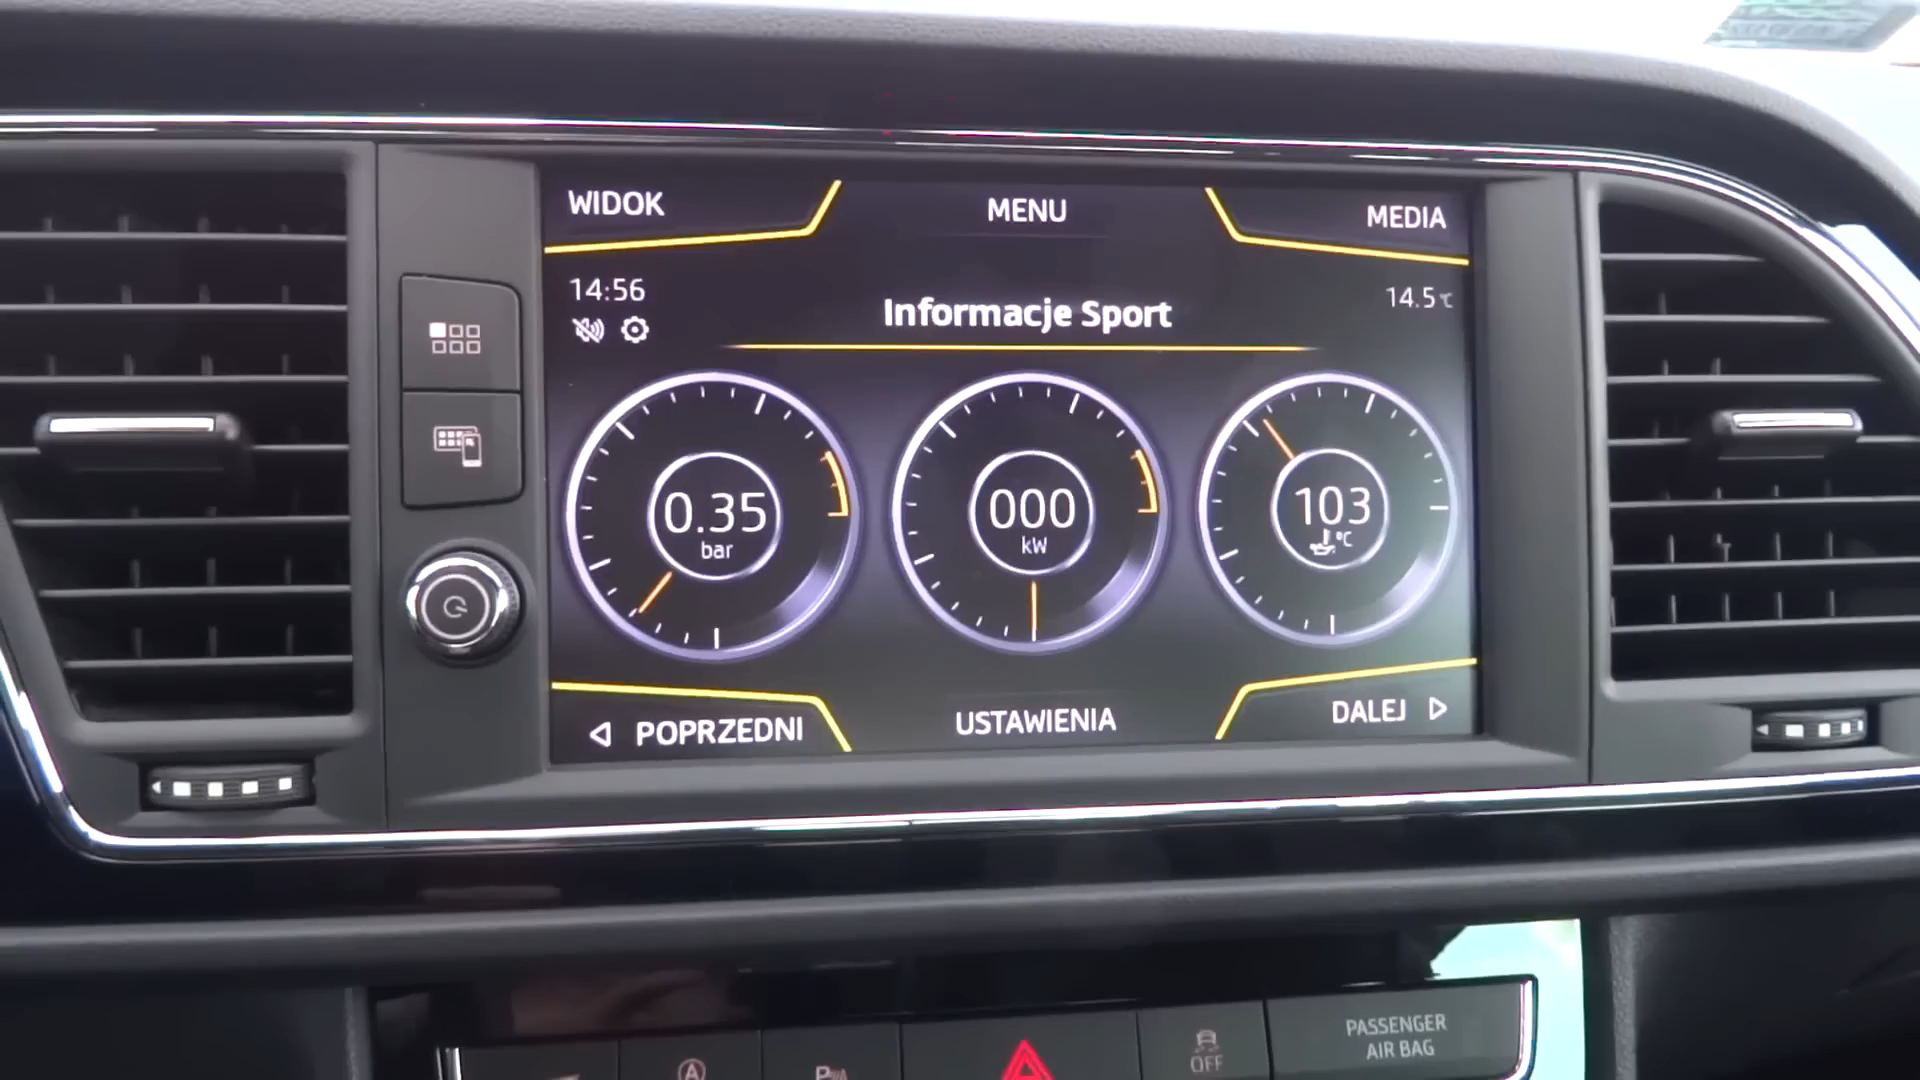 WIDOK
MENU
MEDIA
14:56
14.5℃
Informacje Sport
0.35
bar
000
kW
103
°C
POPRZEDNI
USTAWIENIA
DALEJ
A
OFF
PASSENGER
AIR BAG